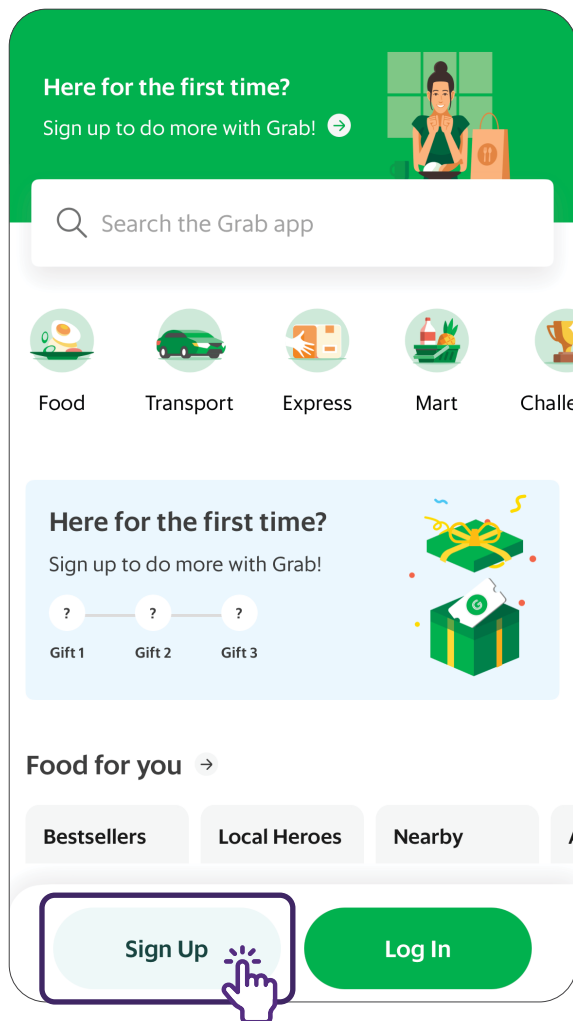 Here for the first time?
Sign up to do more with Grab!
Search the Grab app
Food Transport Express Mart Challe
Here for the first time?
Sign up to do more with Grab!
? ? ?
Gift 1 Gift 2 Gift 3
Food for you
Bestsellers Local Heroes Nearby
Sign Up Log In